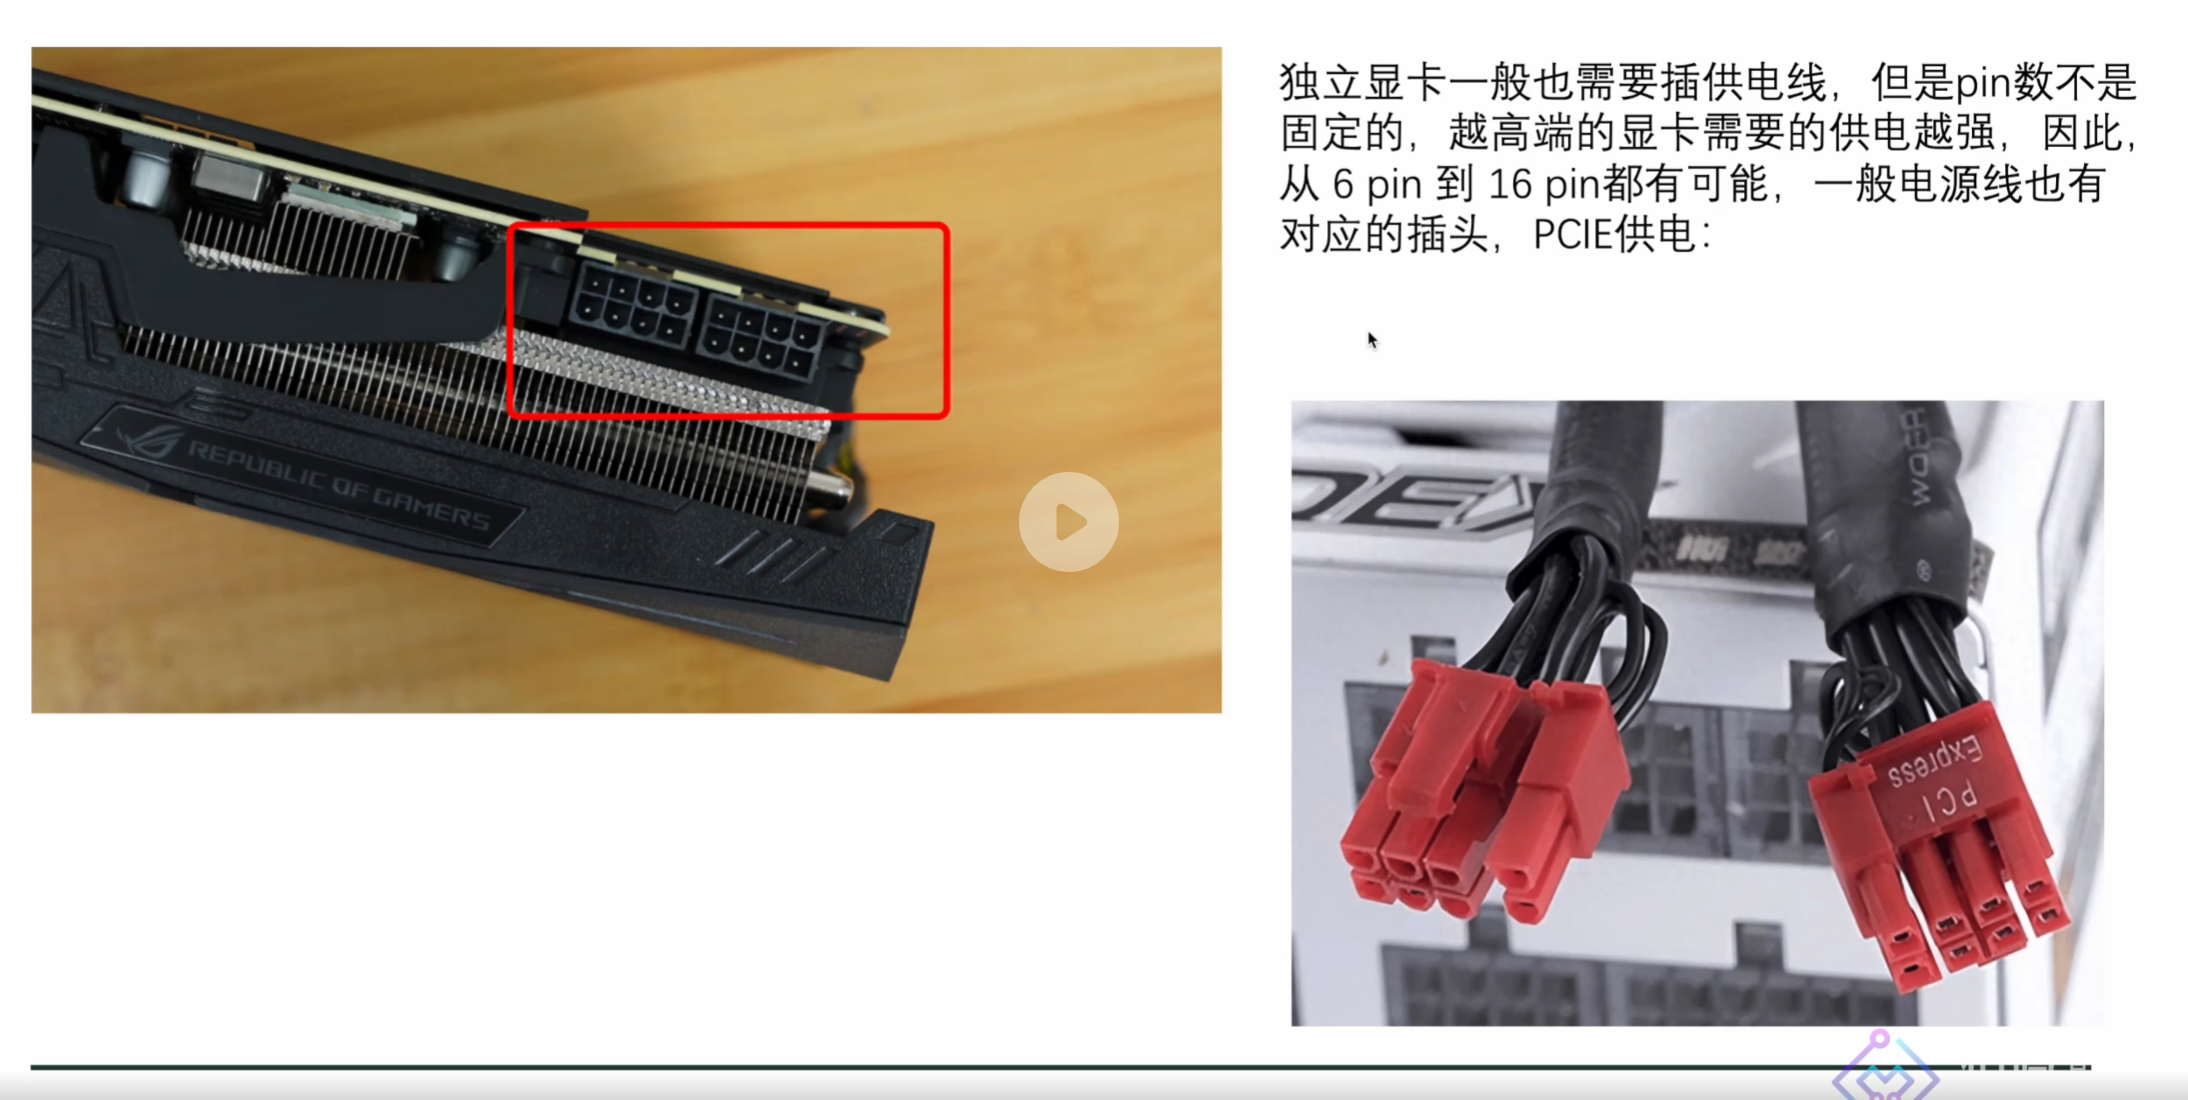 独立显卡一般也需要插供电线，但是pin数不是
固定的，越高端的显卡需要的供电越强，因此，
从 6 pin 到 16 pin都有可能，一般电源线也有
对应的插头，PCIE供电：
REPUBLIC OF GAMERS
DEX
WOER
®
PCI
Express